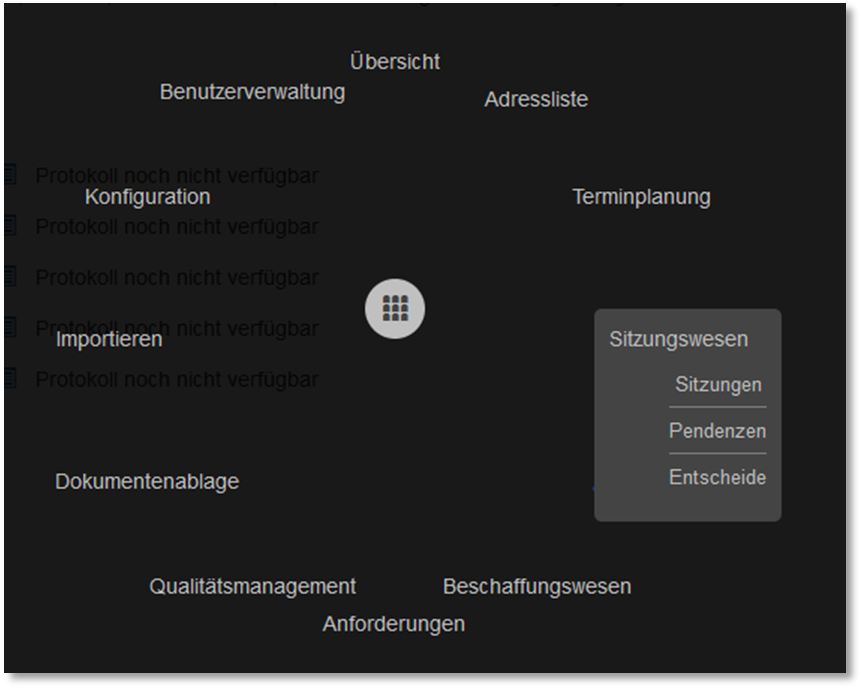 Übersicht
Benutzerverwaltung
Adressliste
Protokoll noch nicht verfügbar
Konfiguration
Terminplanung
Protokoll noch nicht verfügbar
Protokoll noch nicht verfügbar
Protokoll noch nicht verfügbar
Importieren
Sitzungswesen
Protokoll noch nicht verfügbar
Sitzungen
Pendenzen
Entscheide
Dokumentenablage
Qualitätsmanagement
Beschaffungswesen
Anforderungen